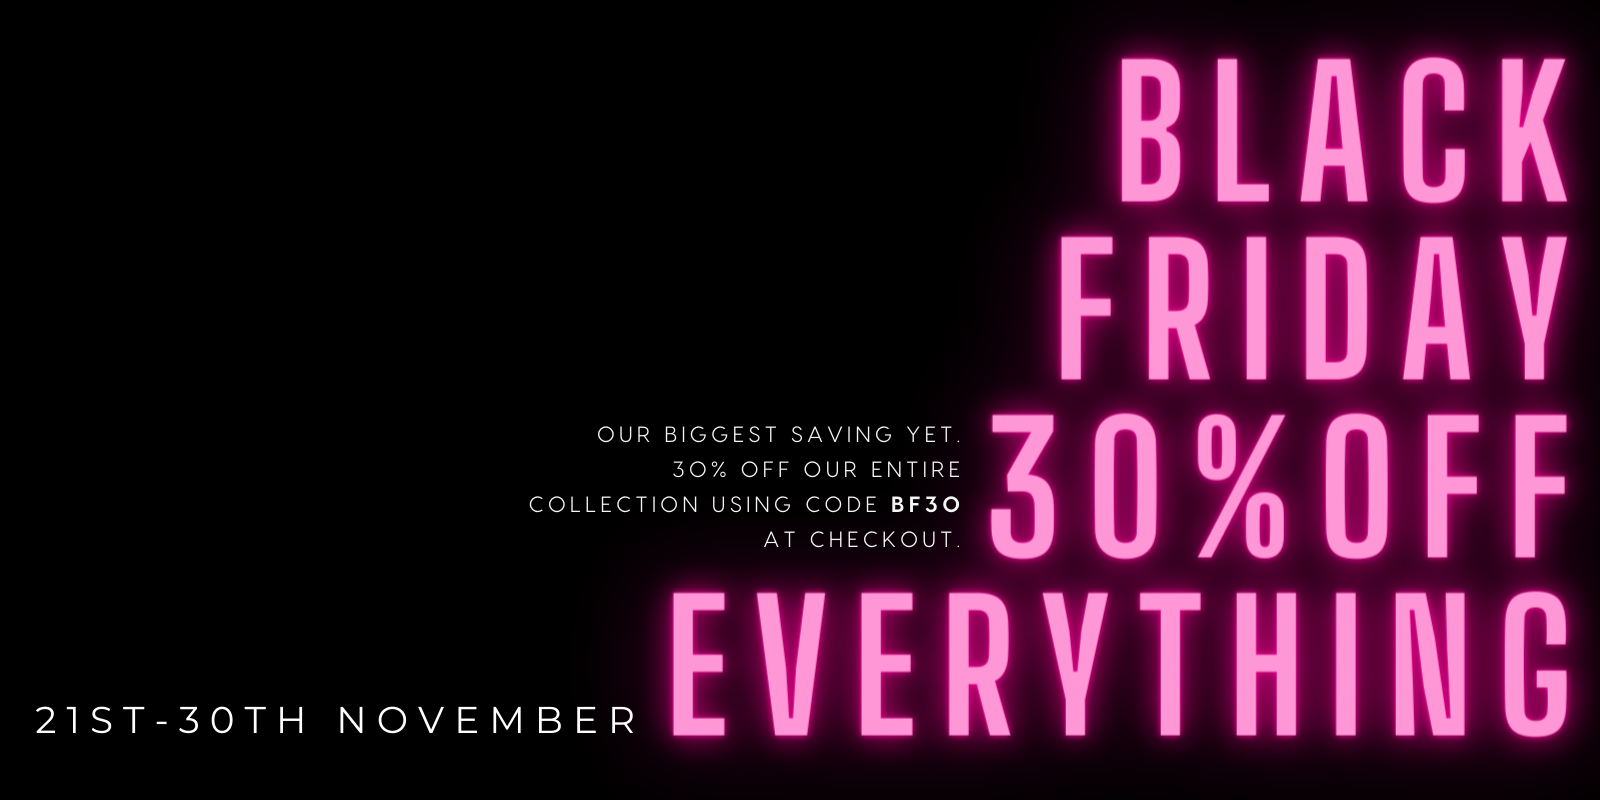 BLACK
FRIDAY
30%OFF
EVERYTHING
OUR BIGGEST SAVING YET.
30% OFF OUR ENTIRE
COLLECTION USING CODE BF30
AT CHECKOUT.
21ST-30TH NOVEMBER